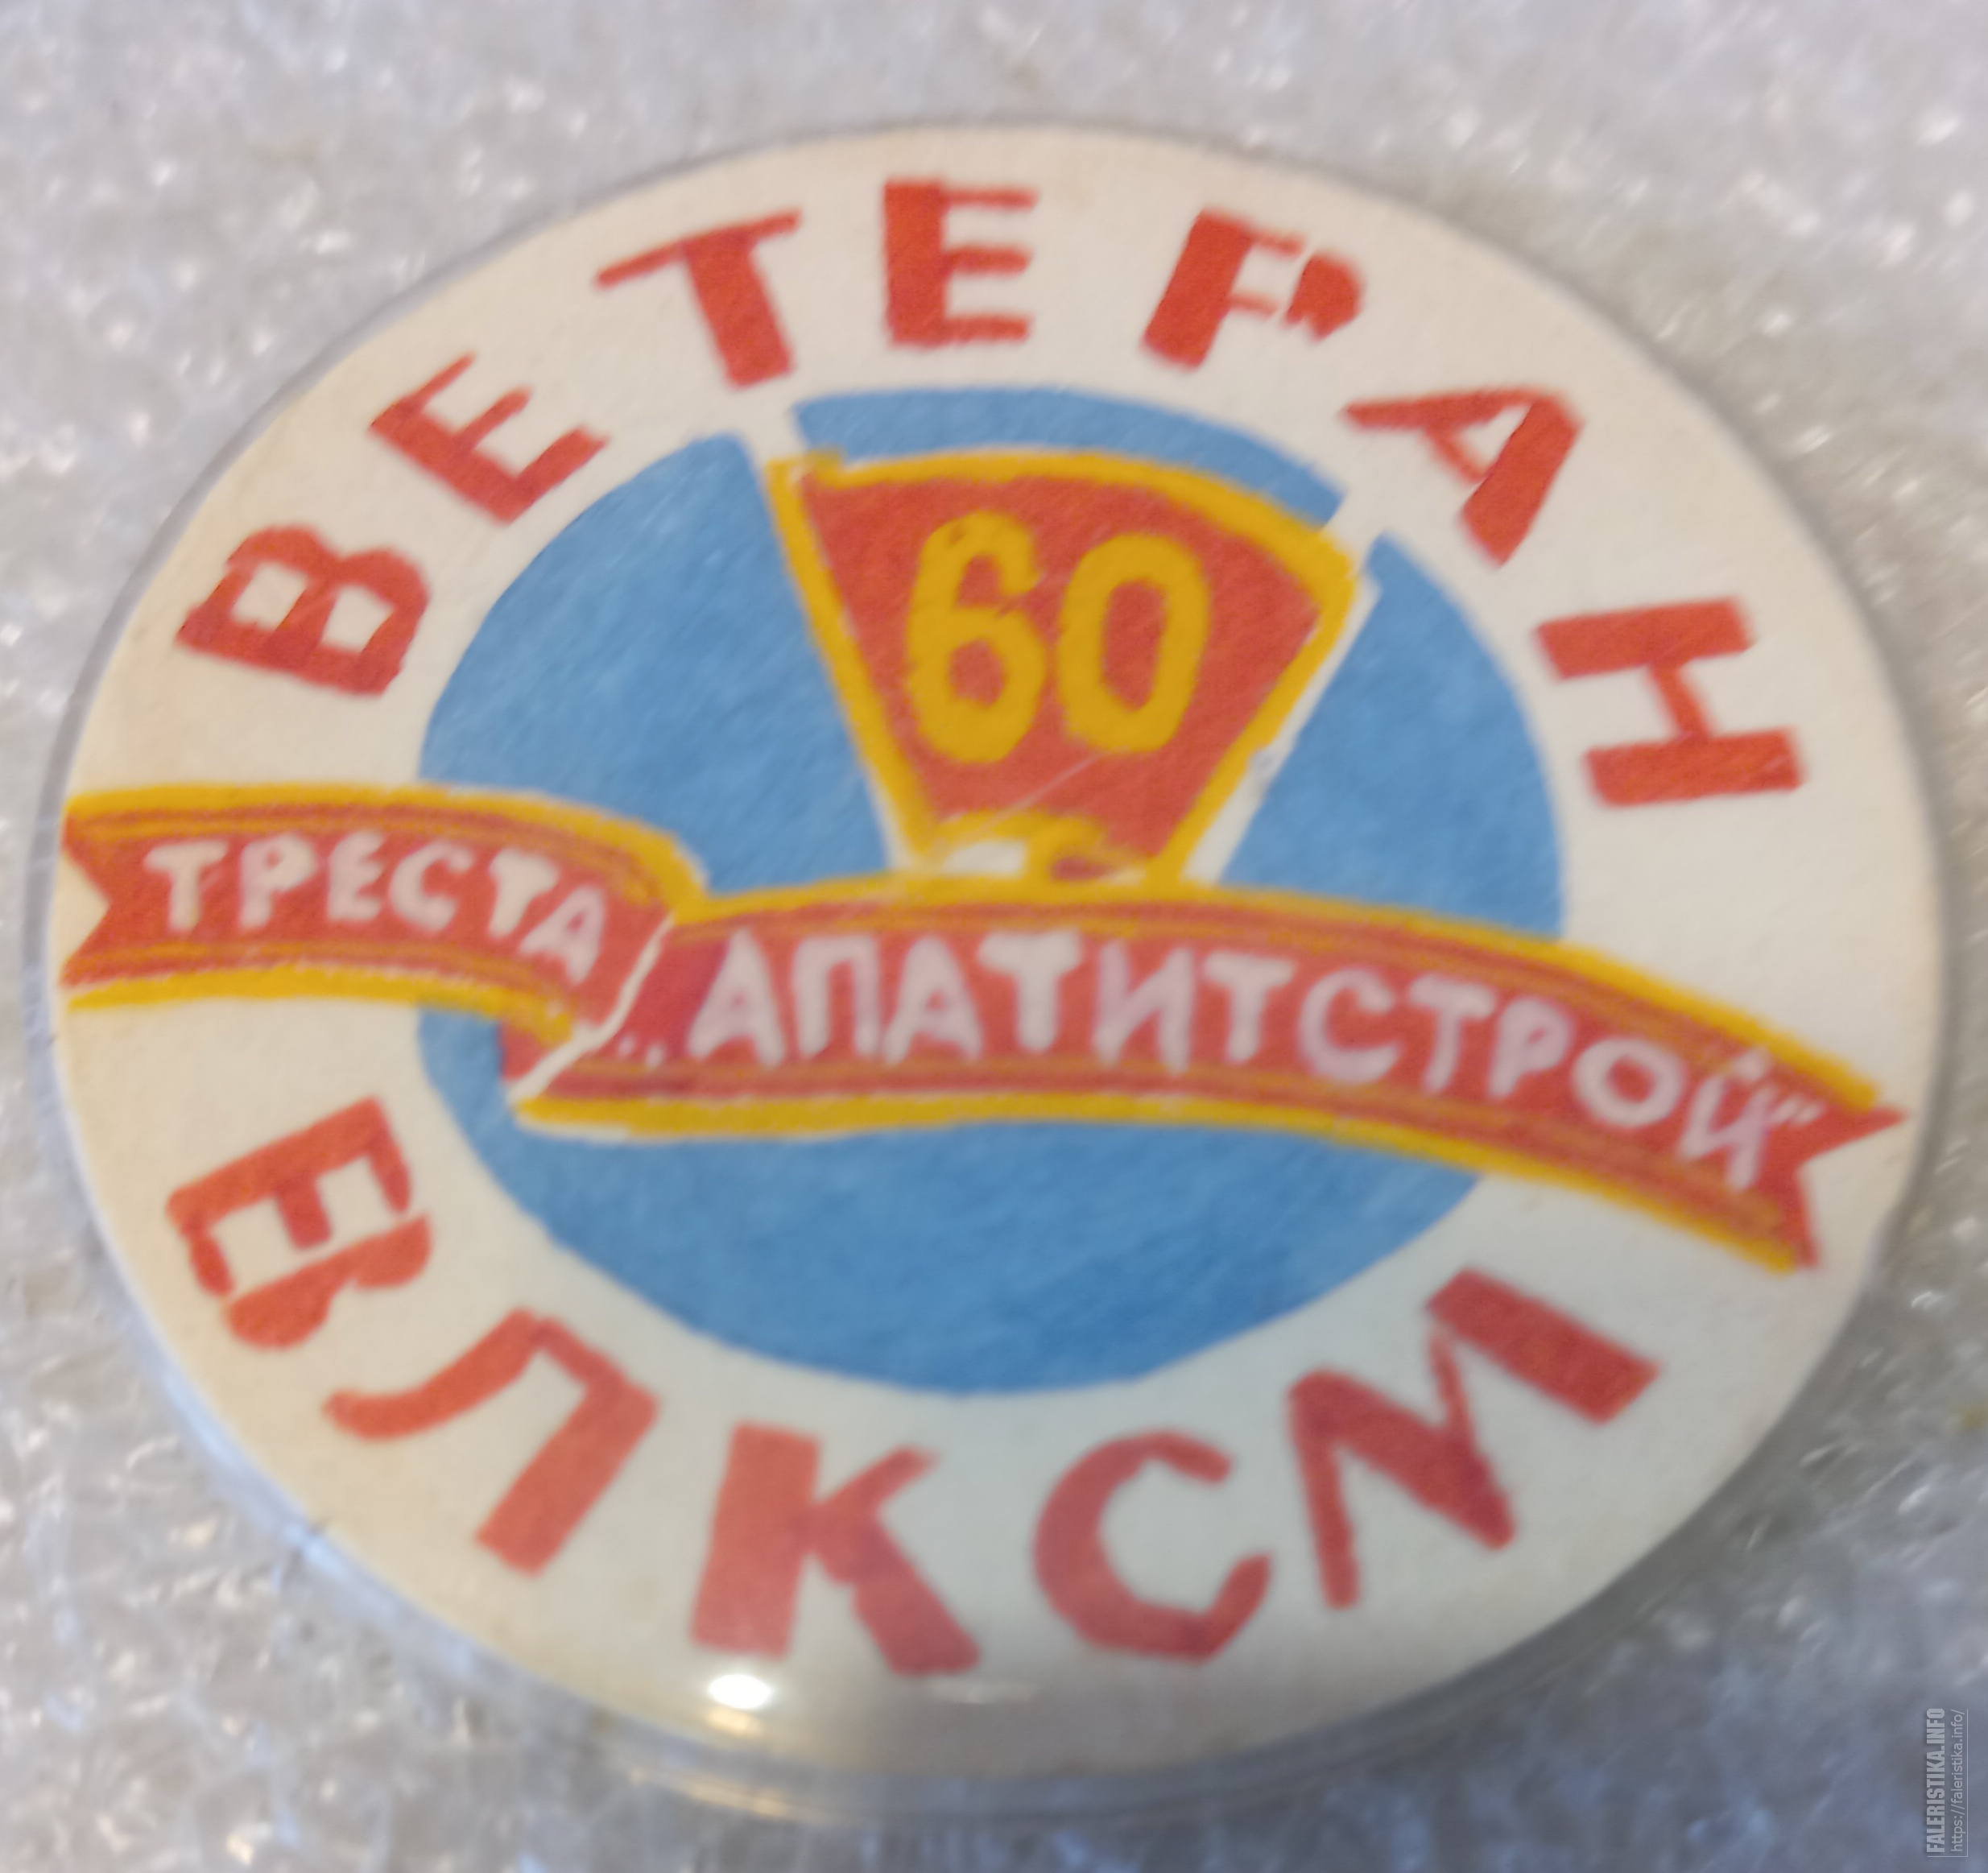 ВЕТЕРАН
60
ТРЕСТА „АПАТИТСТРОЙ"
ВЛКСМ
FALERISTIKA.INFO
https://faleristika.info/